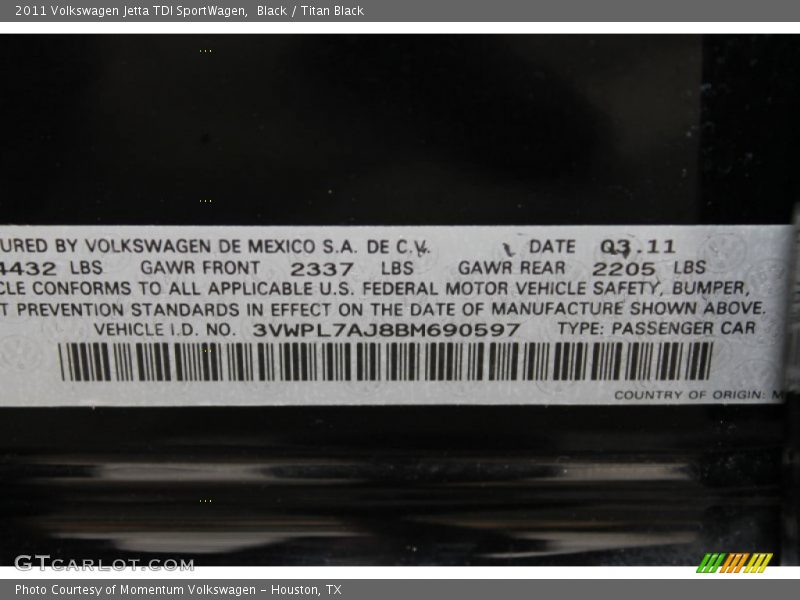 2011 Volkswagen Jetta TDI SportWagen, Black / Titan Black
URED BY VOLKSWAGEN DE MEXICO S.A. DE C.V. DATE 03.11
4432 LBS GAWR FRONT 2337 LBS GAWR REAR 2205 LBS
CLE CONFORMS TO ALL APPLICABLE U.S. FEDERAL MOTOR VEHICLE SAFETY, BUMPER,
T PREVENTION STANDARDS IN EFFECT ON THE DATE OF MANUFACTURE SHOWN ABOVE.
VEHICLE I.D. NO. 3VWPL7AJ8BM690597 TYPE: PASSENGER CAR
COUNTRY OF ORIGIN: M
GTCARLOT.COM
Photo Courtesy of Momentum Volkswagen - Houston, TX